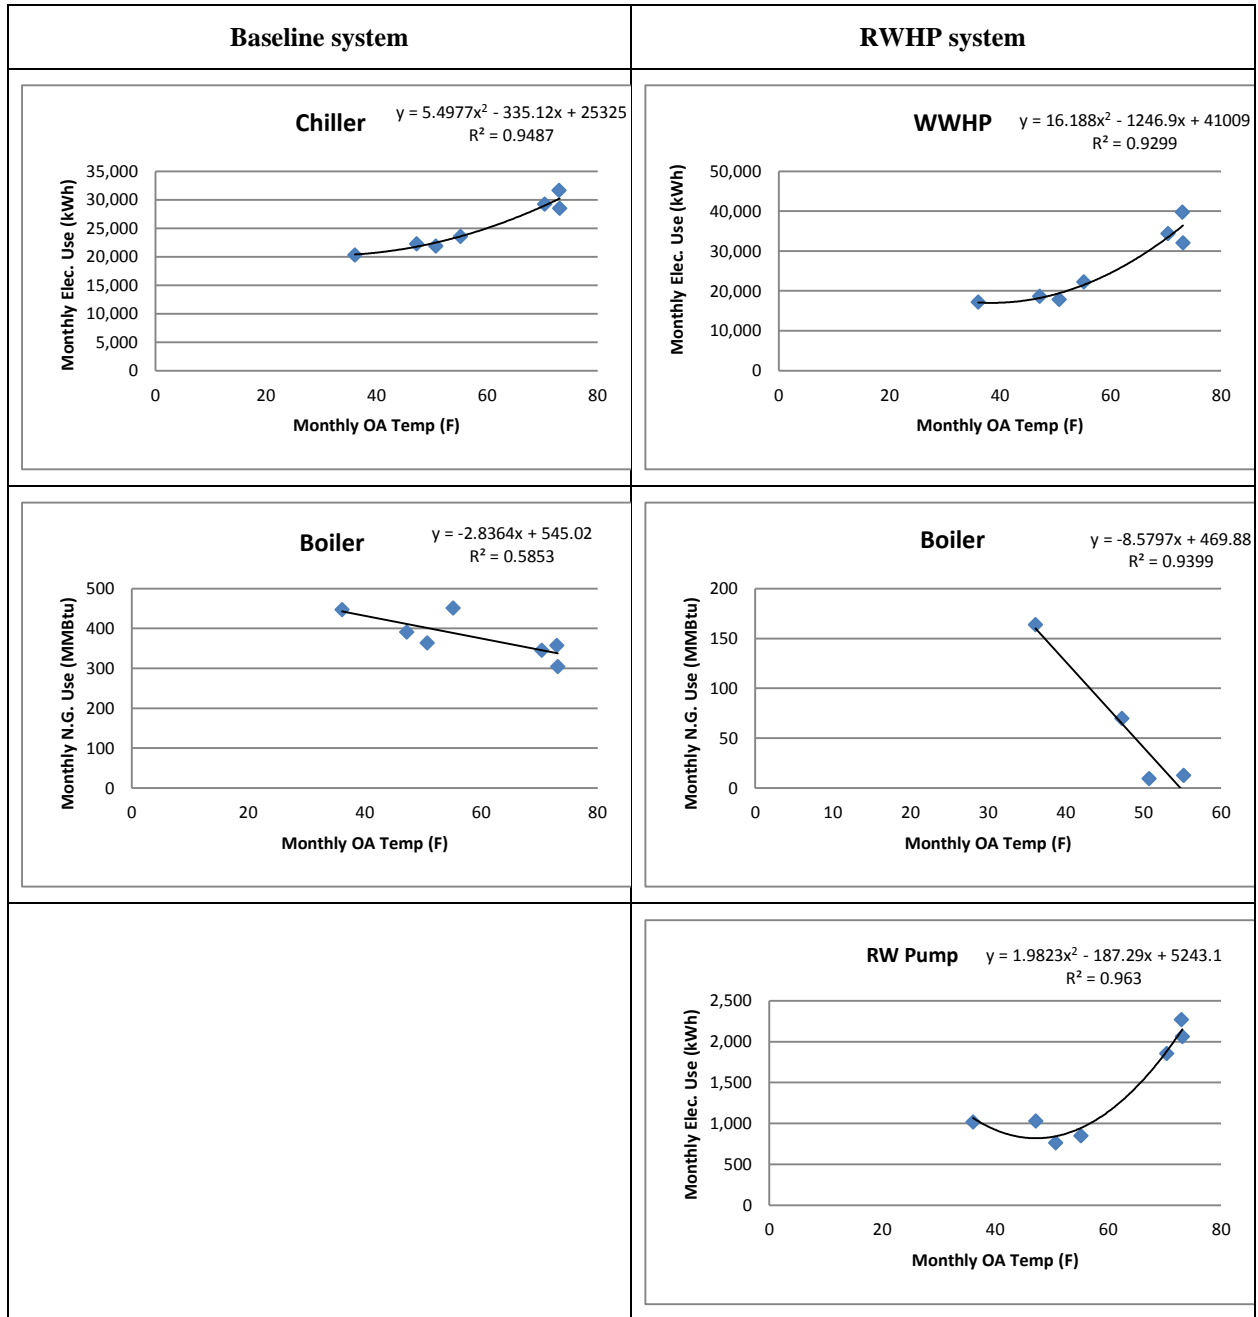 Baseline system
RWHP system
Chiller
y = 5.4977x² - 335.12x + 25325
R² = 0.9487
Monthly Elec. Use (kWh)
35,000
30,000
25,000
20,000
15,000
10,000
5,000
0
0 20 40 60 80
Monthly OA Temp (F)
WWHP
y = 16.188x² - 1246.9x + 41009
R² = 0.9299
Monthly Elec. Use (kWh)
50,000
40,000
30,000
20,000
10,000
0
0 20 40 60 80
Monthly OA Temp (F)
Boiler
y = -2.8364x + 545.02
R² = 0.5853
Monthly N.G. Use (MMBtu)
500
400
300
200
100
0
0 20 40 60 80
Monthly OA Temp (F)
Boiler
y = -8.5797x + 469.88
R² = 0.9399
Monthly N.G. Use (MMBtu)
200
150
100
50
0
0 10 20 30 40 50 60
Monthly OA Temp (F)
RW Pump
y = 1.9823x² - 187.29x + 5243.1
R² = 0.963
Monthly Elec. Use (kWh)
2,500
2,000
1,500
1,000
500
0
0 20 40 60 80
Monthly OA Temp (F)